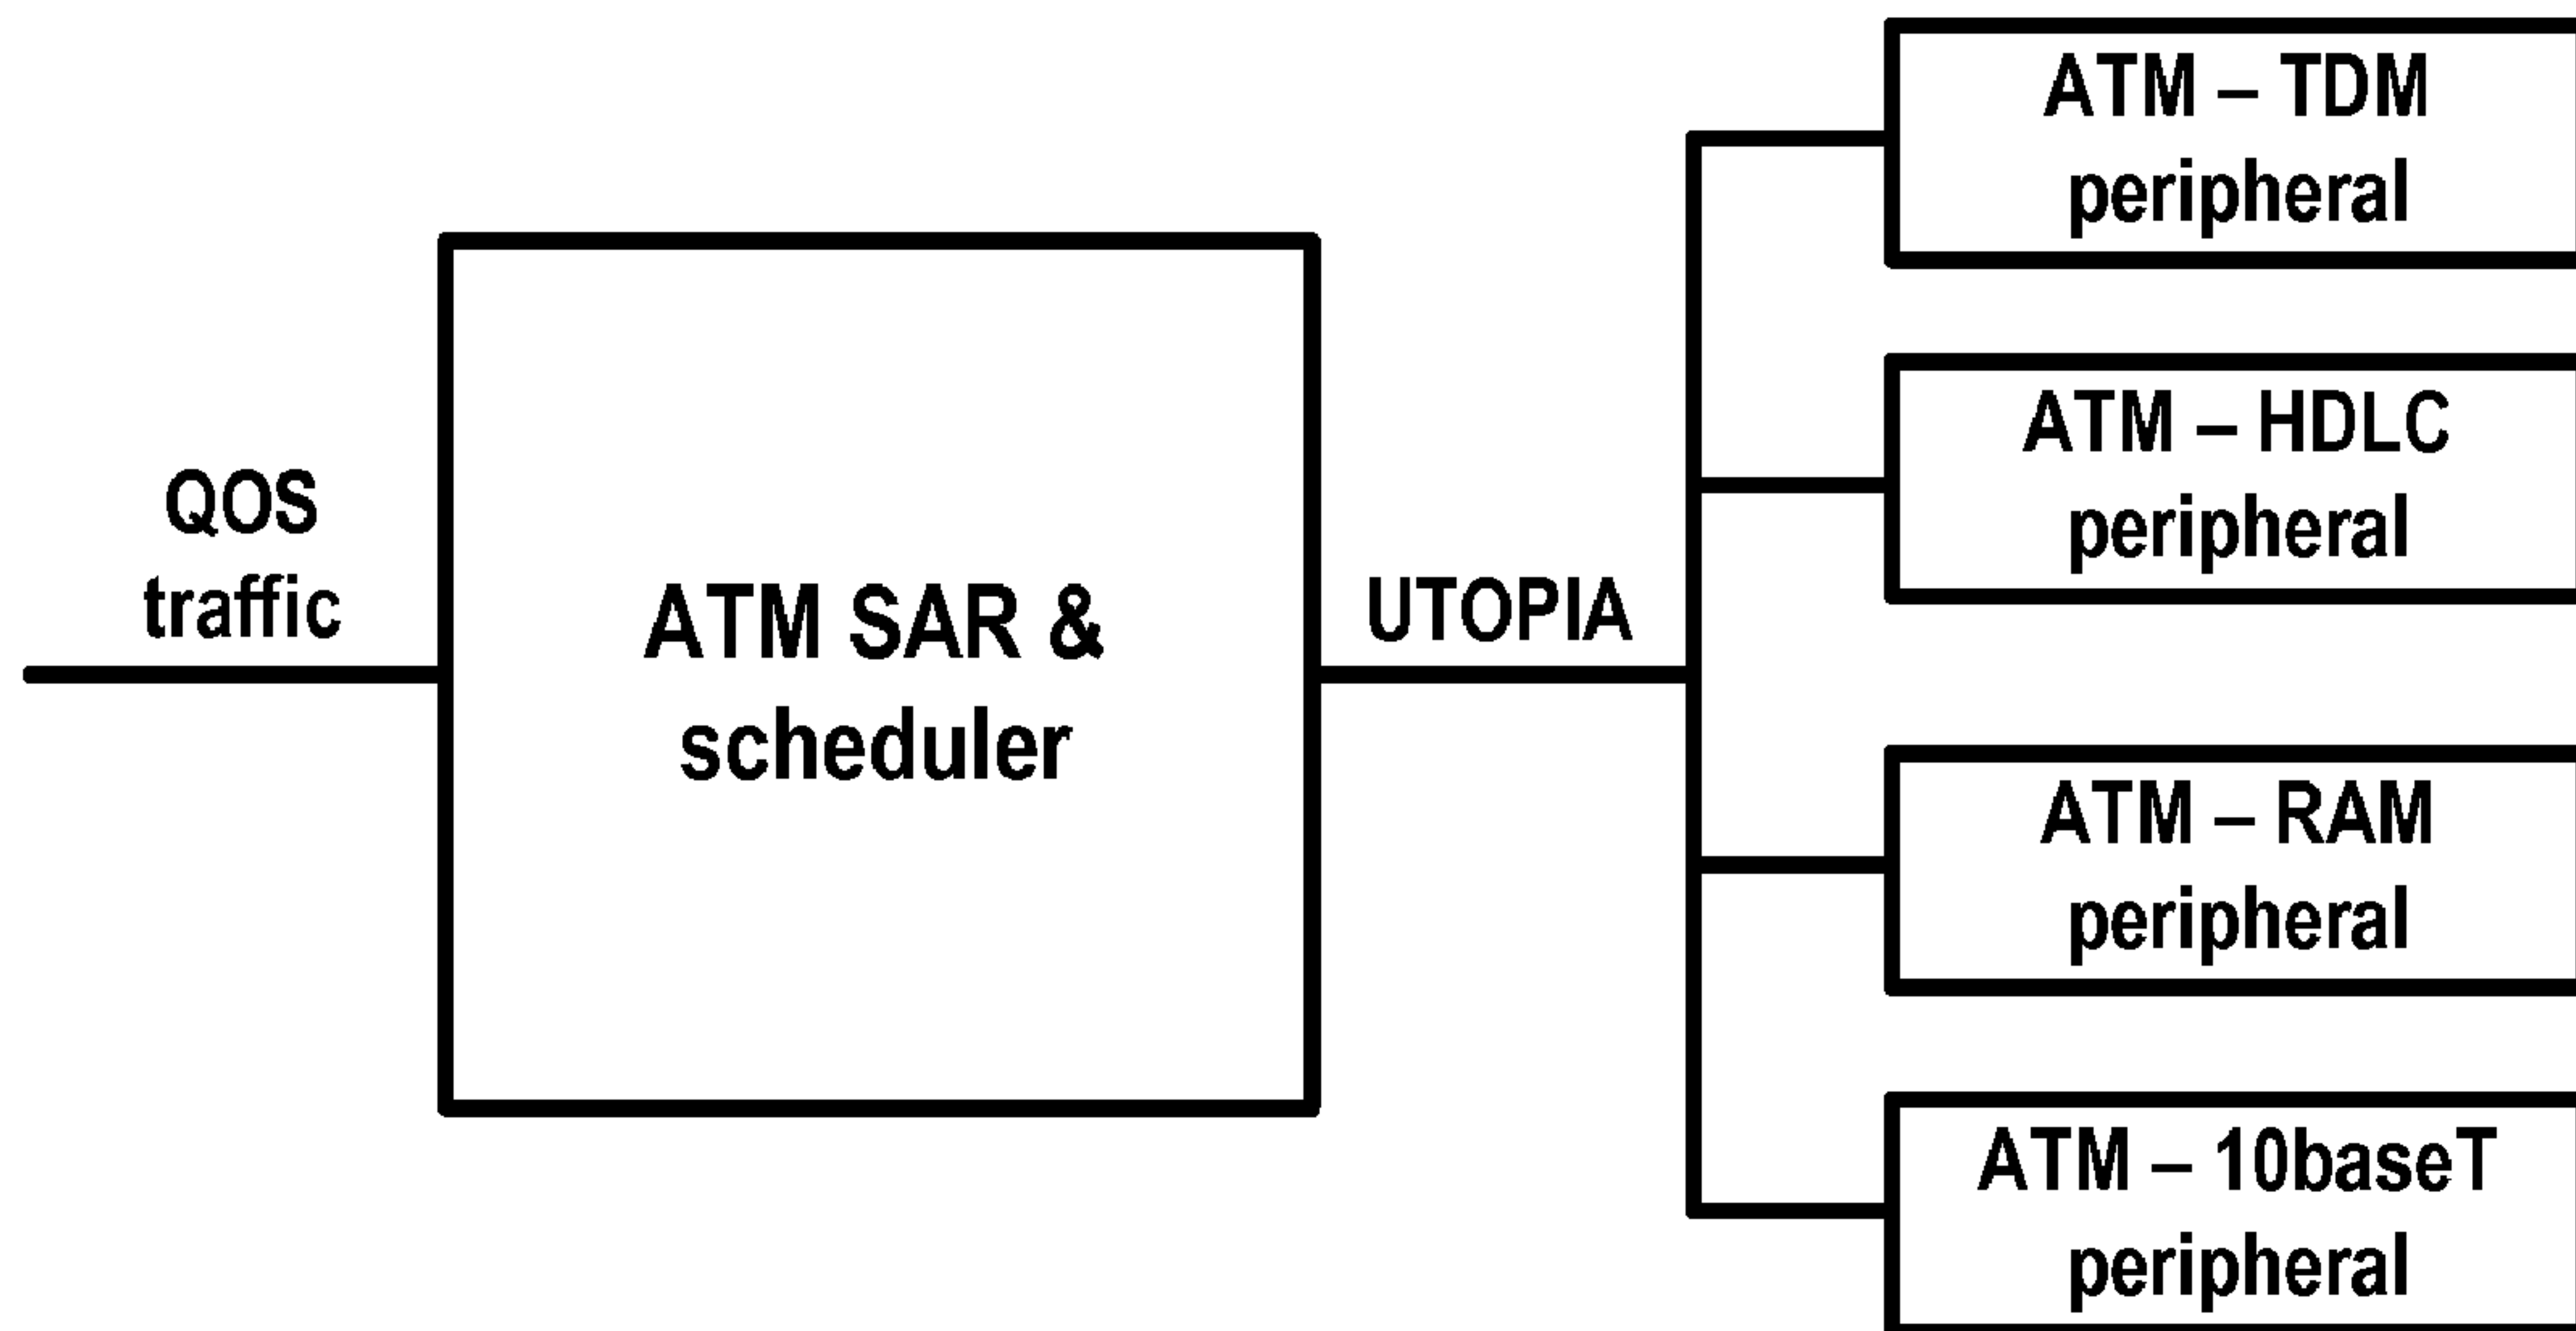 QOS
traffic
ATM SAR &
scheduler
UTOPIA
ATM – TDM
peripheral
ATM – HDLC
peripheral
ATM – RAM
peripheral
ATM – 10baseT
peripheral